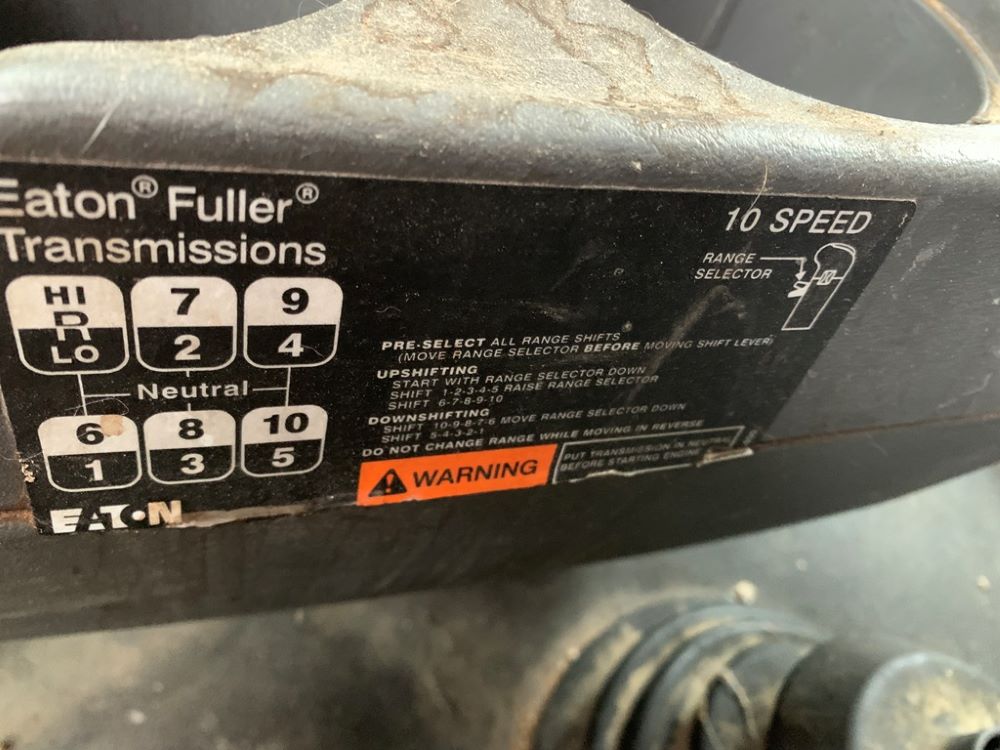 Eaton® Fuller®
Transmissions
10 SPEED
RANGE
SELECTOR
HI
R
LO
7
2
9
4
Neutral
6
1
8
3
10
5
EATON
PRE-SELECT ALL RANGE SHIFTS
(MOVE RANGE SELECTOR BEFORE MOVING SHIFT LEVER)
UPSHIFTING
START WITH RANGE SELECTOR DOWN
SHIFT 1-2-3-4-5 RAISE RANGE SELECTOR
SHIFT 6-7-8-9-10
DOWNSHIFTING
SHIFT 10-9-8-7-6 MOVE RANGE SELECTOR DOWN
SHIFT 5-4-3-2-1
DO NOT CHANGE RANGE WHILE MOVING IN REVERSE
WARNING
PUT TRANSMISSION IN NEUTRAL
BEFORE STARTING ENGINE